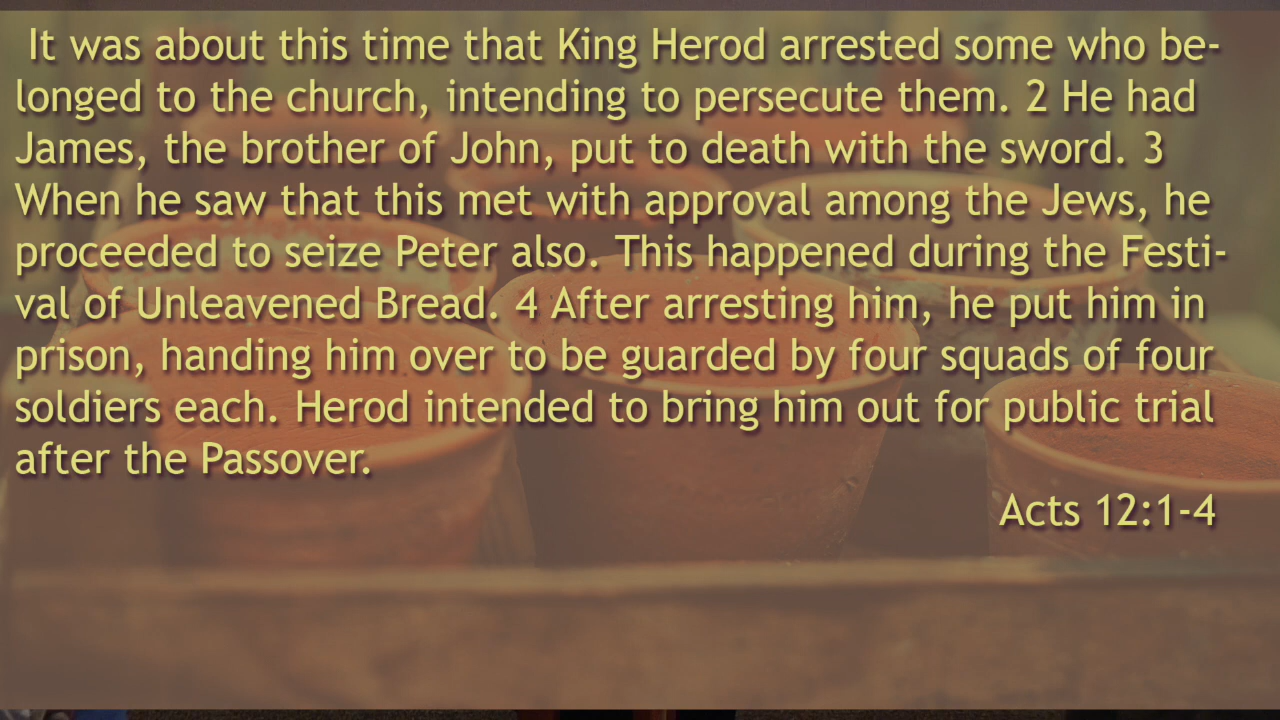 It was about this time that King Herod arrested some who be-
longed to the church, intending to persecute them. 2 He had
James, the brother of John, put to death with the sword. 3
When he saw that this met with approval among the Jews, he
proceeded to seize Peter also. This happened during the Festi-
val of Unleavened Bread. 4 After arresting him, he put him in
prison, handing him over to be guarded by four squads of four
soldiers each. Herod intended to bring him out for public trial
after the Passover.
Acts 12:1-4